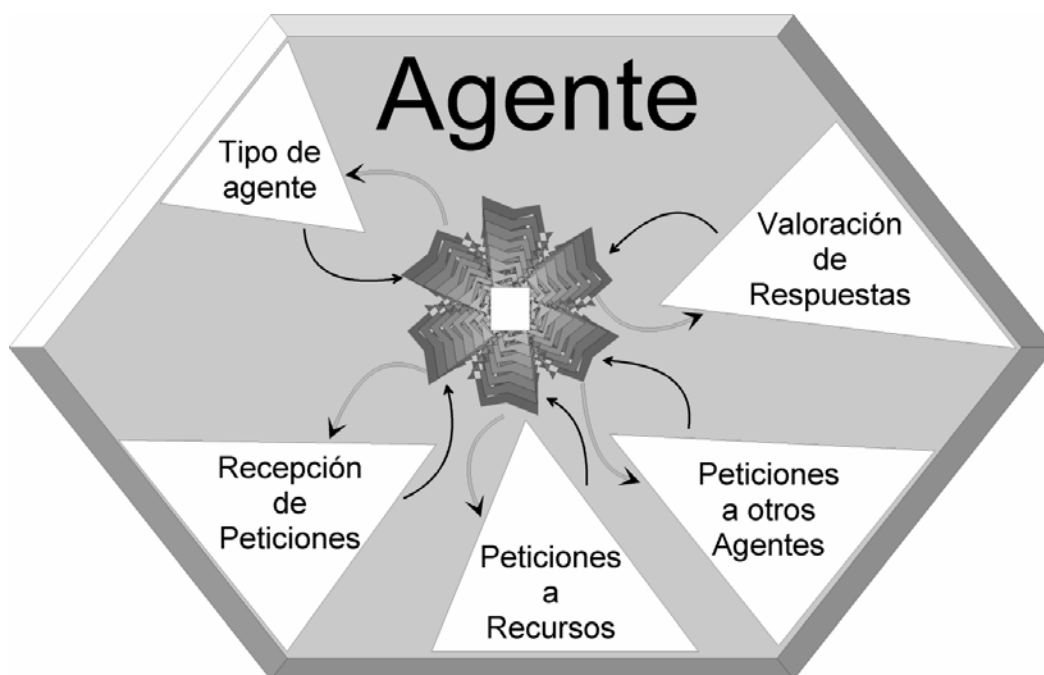 Agente
Tipo de
agente
Valoración
de
Respuestas
Recepción
de
Peticiones
Peticiones
a
Recursos
Peticiones
a otros
Agentes